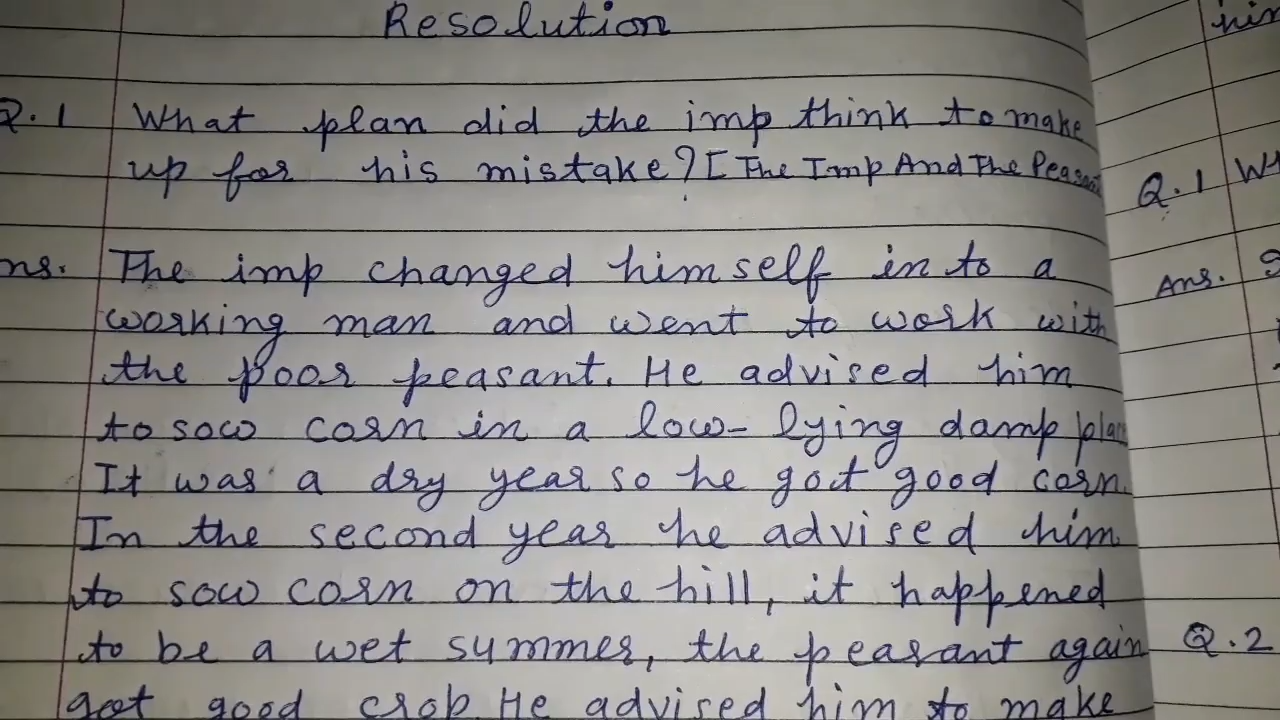 Resolution
Q.1 What plan did the imp think to make
up for his mistake? [The Imp And The Peasant
ns. The imp changed himself in to a
working man and went to work with
the poor peasant. He advised him
to sow corn in a low-lying damp place
It was a dry year so he got good corn.
In the second year he advised him
to sow corn on the hill, it happened
to be a wet summer, the peasant again
got good crop. He advised him to make
him
Q.1 Wh
Ans.
Q.2